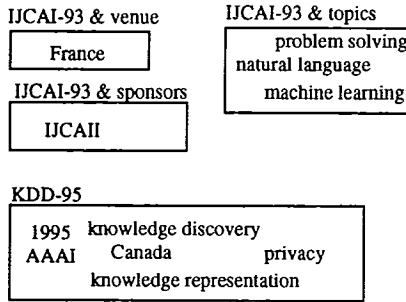 IJCAI-93 & venue
France
IJCAI-93 & topics
problem solving
natural language
machine learning
IJCAI-93 & sponsors
IJCAII
KDD-95
1995 knowledge discovery
AAAI Canada privacy
knowledge representation